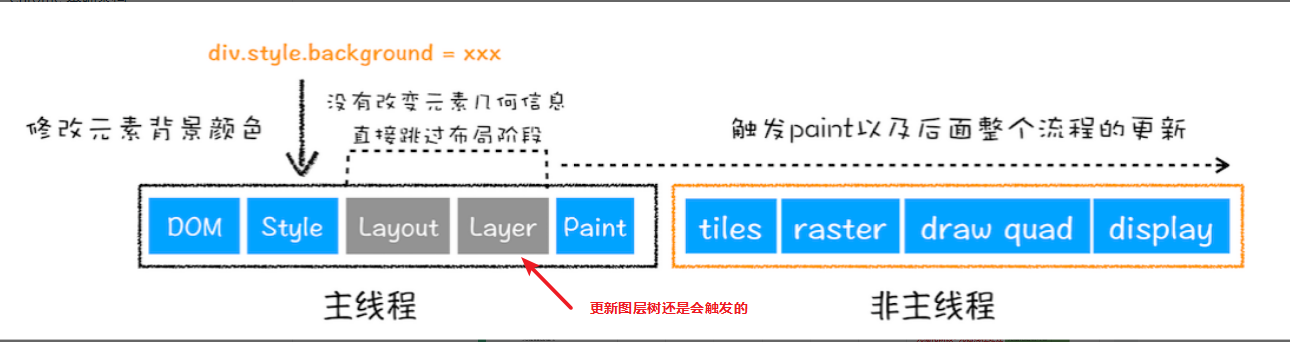 div.style.background = xxx
没有改变元素几何信息
直接跳过布局阶段
修改元素背景颜色
触发paint以及后面整个流程的更新
DOM
Style
Layout
Layer
Paint
tiles
raster
draw quad
display
主线程
更新图层树还是会触发的
非主线程